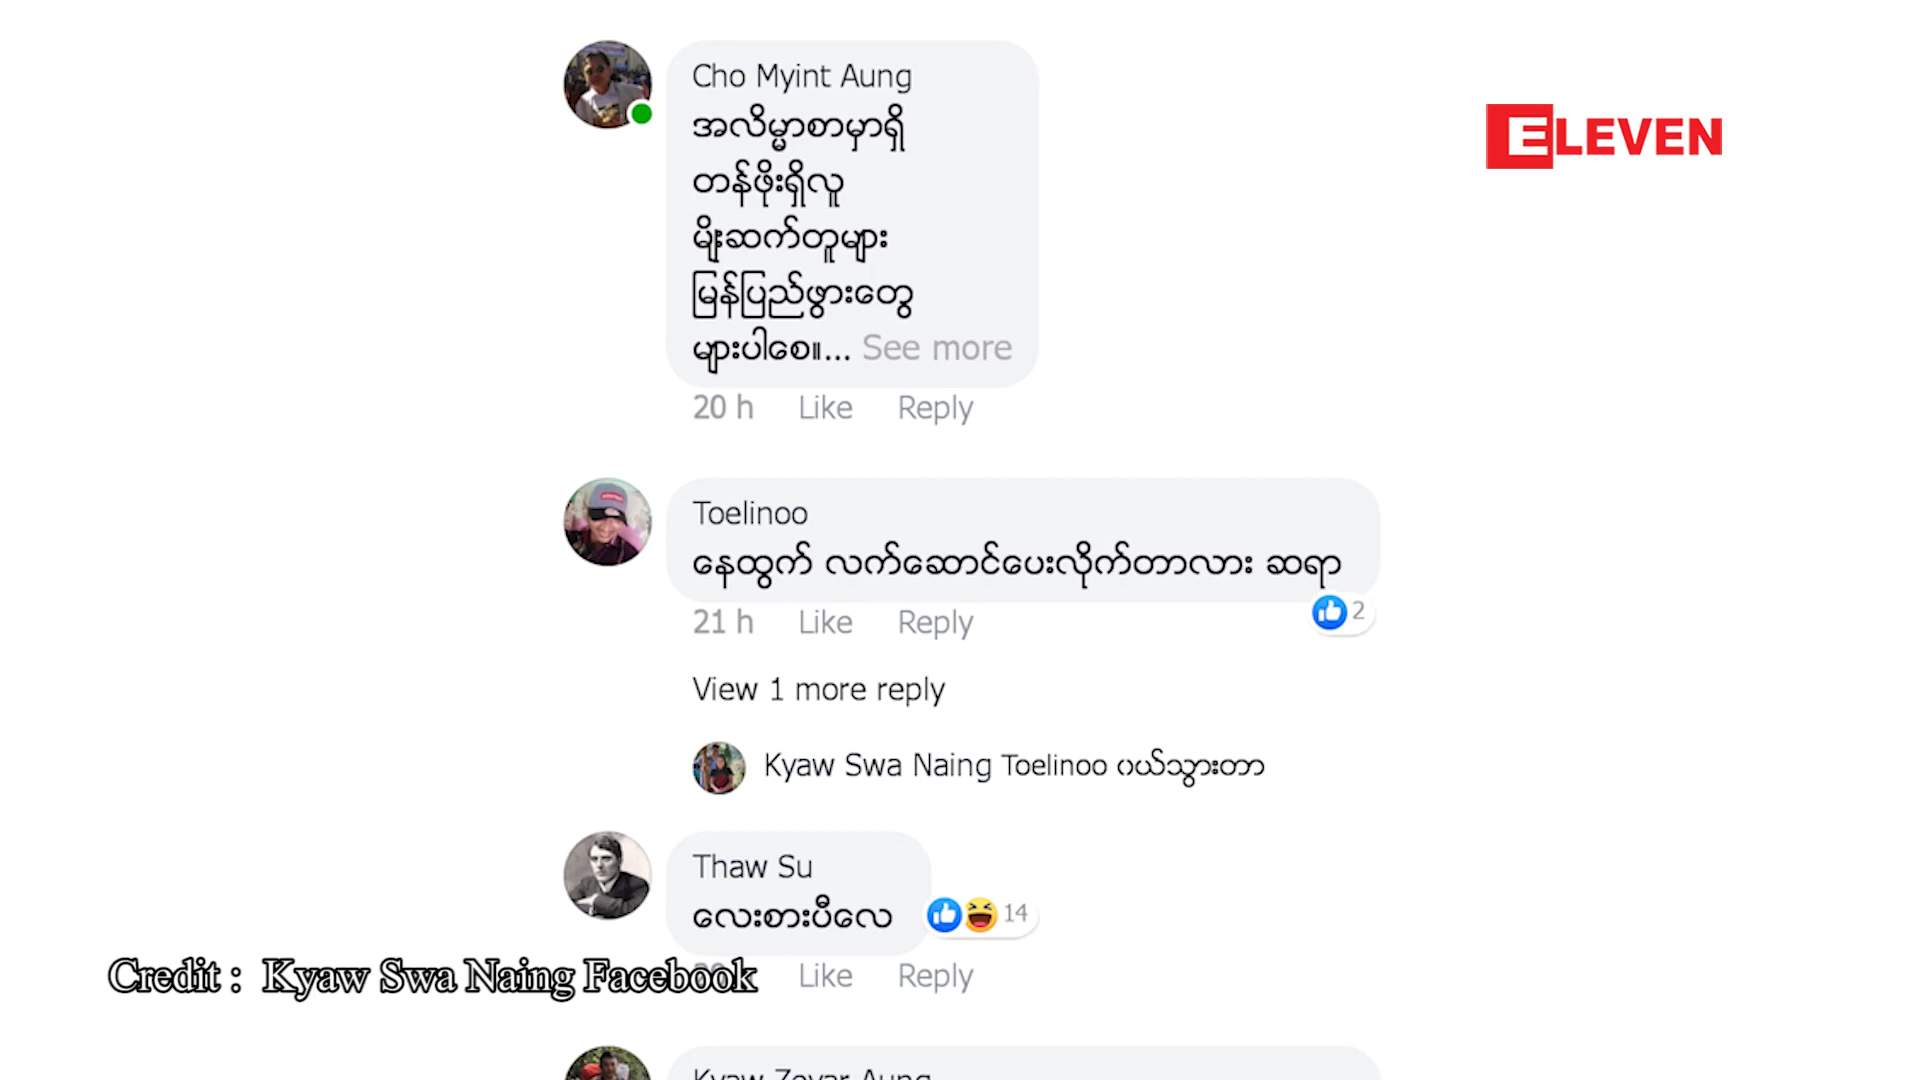 Cho Myint Aung
အလိမ္မာစာမှာရှိ
တန်ဖိုးရှိလူ
မျိုးဆက်တူများ
မြန်ပြည်ဖွားတွေ
များပါစေ။... See more
20 h Like Reply
ELEVEN
Toelinoo
နေထွက် လက်ဆောင်ပေးလိုက်တာလား ဆရာ
2
21 h Like Reply
View 1 more reply
Kyaw Swa Naing Toelinoo ဝယ်သွားတာ
Thaw Su
လေးစားပီလေ
14
Like Reply
Credit : Kyaw Swa Naing Facebook
Kyaw Zeyar Aung